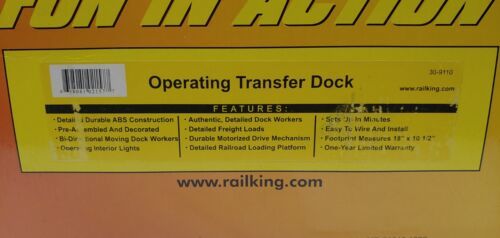 FUN IN ACTION
Operating Transfer Dock
30-9110
www.railking.com
FEATURES:
· Detailed Durable ABS Construction
· Pre-Assembled And Decorated
· Bi-Directional Moving Dock Workers
· Operating Interior Lights
· Authentic, Detailed Dock Workers
· Detailed Freight Loads
· Durable Motorized Drive Mechanism
· Detailed Railroad Loading Platform
· Sets Up In Minutes
· Easy To Wire And Install
· Footprint Measures 18" x 10 1/2"
· One-Year Limited Warranty
www.railking.com